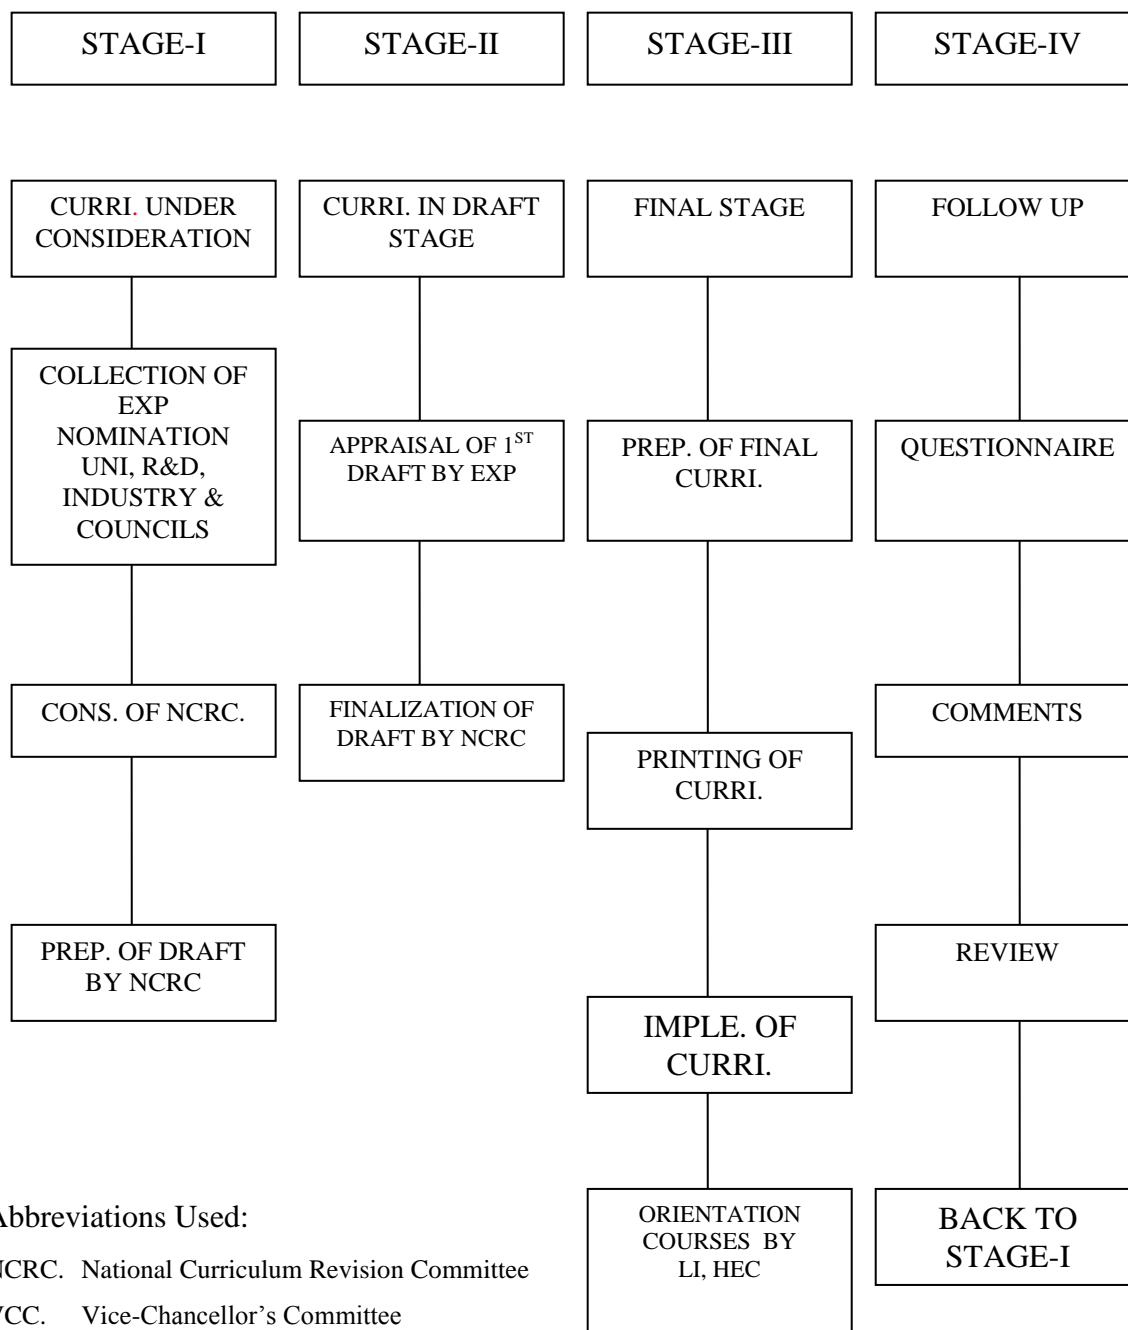 STAGE-I
STAGE-II
STAGE-III
STAGE-IV
CURRI. UNDER
CONSIDERATION
COLLECTION OF
EXP
NOMINATION
UNI, R&D,
INDUSTRY &
COUNCILS
CONS. OF NCRC.
PREP. OF DRAFT
BY NCRC
CURRI. IN DRAFT
STAGE
APPRAISAL OF 1ST
DRAFT BY EXP
FINALIZATION OF
DRAFT BY NCRC
FINAL STAGE
PREP. OF FINAL
CURRI.
PRINTING OF
CURRI.
IMPLE. OF
CURRI.
ORIENTATION
COURSES BY
LI, HEC
FOLLOW UP
QUESTIONNAIRE
COMMENTS
REVIEW
BACK TO
STAGE-I
Abbreviations Used:
NCRC. National Curriculum Revision Committee
VCC. Vice-Chancellor’s Committee